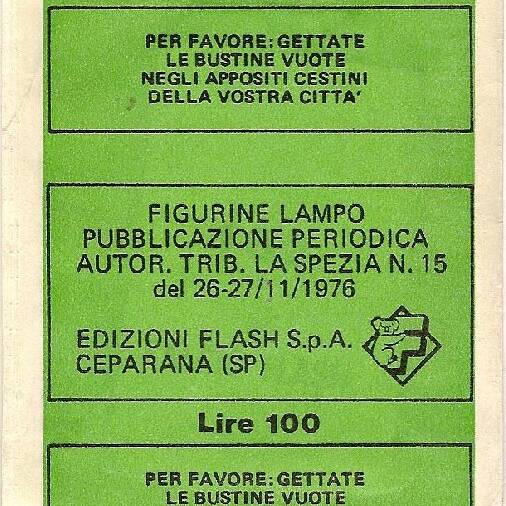 PER FAVORE: GETTATE
LE BUSTINE VUOTE
NEGLI APPOSITI CESTINI
DELLA VOSTRA CITTA'
FIGURINE LAMPO
PUBBLICAZIONE PERIODICA
AUTOR. TRIB. LA SPEZIA N. 15
del 26-27/11/1976
EDIZIONI FLASH S.p.A.
CEPARANA (SP)
Lire 100
PER FAVORE: GETTATE
LE BUSTINE VUOTE